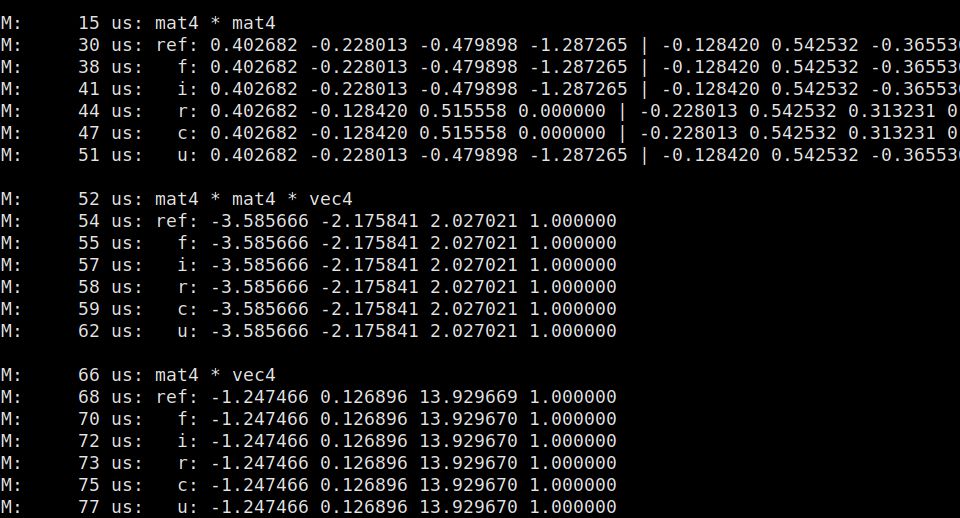 M:     15 us: mat4 * mat4
M:     30 us: ref: 0.402682 -0.228013 -0.479898 -1.287265 | -0.128420 0.542532 -0.365536
M:     38 us:   f: 0.402682 -0.228013 -0.479898 -1.287265 | -0.128420 0.542532 -0.365536
M:     41 us:   i: 0.402682 -0.228013 -0.479898 -1.287265 | -0.128420 0.542532 -0.365536
M:     44 us:   r: 0.402682 -0.128420 0.515558 0.000000 | -0.228013 0.542532 0.313231 0
M:     47 us:   c: 0.402682 -0.128420 0.515558 0.000000 | -0.228013 0.542532 0.313231 0
M:     51 us:   u: 0.402682 -0.228013 -0.479898 -1.287265 | -0.128420 0.542532 -0.365536
M:     52 us: mat4 * mat4 * vec4
M:     54 us: ref: -3.585666 -2.175841 2.027021 1.000000
M:     55 us:   f: -3.585666 -2.175841 2.027021 1.000000
M:     57 us:   i: -3.585666 -2.175841 2.027021 1.000000
M:     58 us:   r: -3.585666 -2.175841 2.027021 1.000000
M:     59 us:   c: -3.585666 -2.175841 2.027021 1.000000
M:     62 us:   u: -3.585666 -2.175841 2.027021 1.000000
M:     66 us: mat4 * vec4
M:     68 us: ref: -1.247466 0.126896 13.929669 1.000000
M:     70 us:   f: -1.247466 0.126896 13.929670 1.000000
M:     72 us:   i: -1.247466 0.126896 13.929670 1.000000
M:     73 us:   r: -1.247466 0.126896 13.929670 1.000000
M:     75 us:   c: -1.247466 0.126896 13.929670 1.000000
M:     77 us:   u: -1.247466 0.126896 13.929670 1.000000